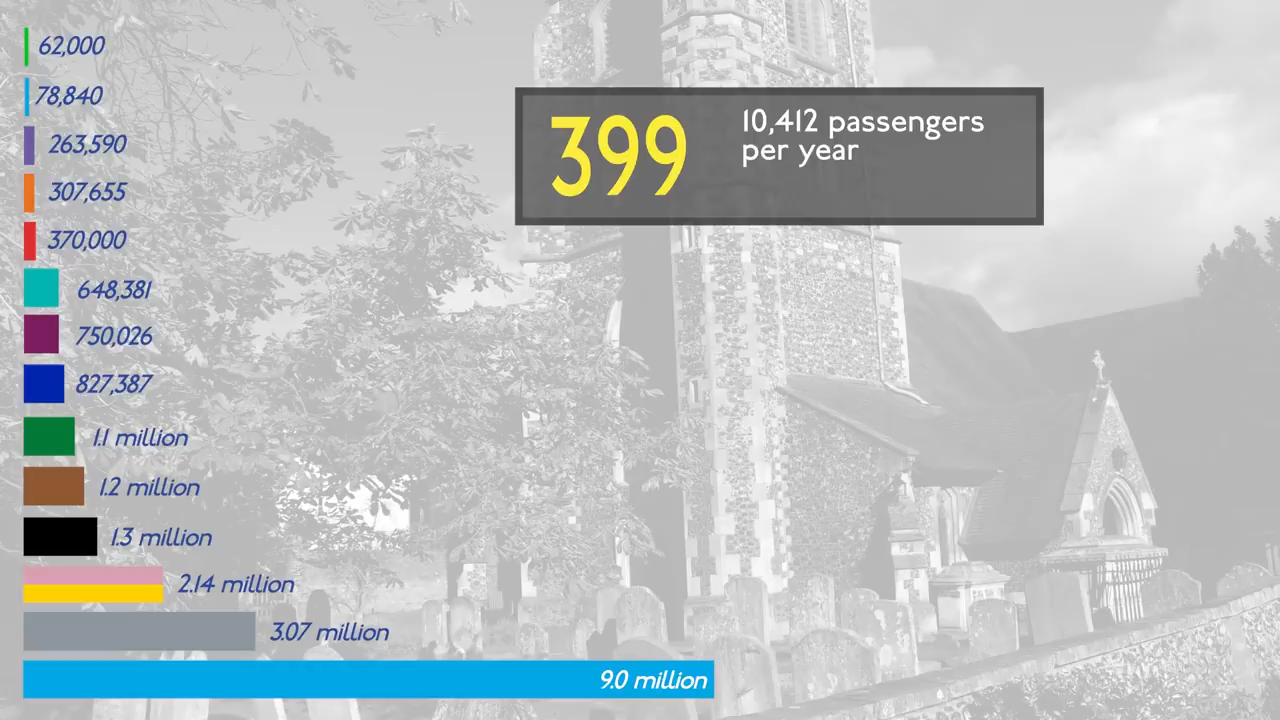 62,000
78,840
263,590
307,655
370,000
648,381
750,026
827,387
1.1 million
1.2 million
1.3 million
2.14 million
3.07 million
9.0 million
399
10,412 passengers
per year